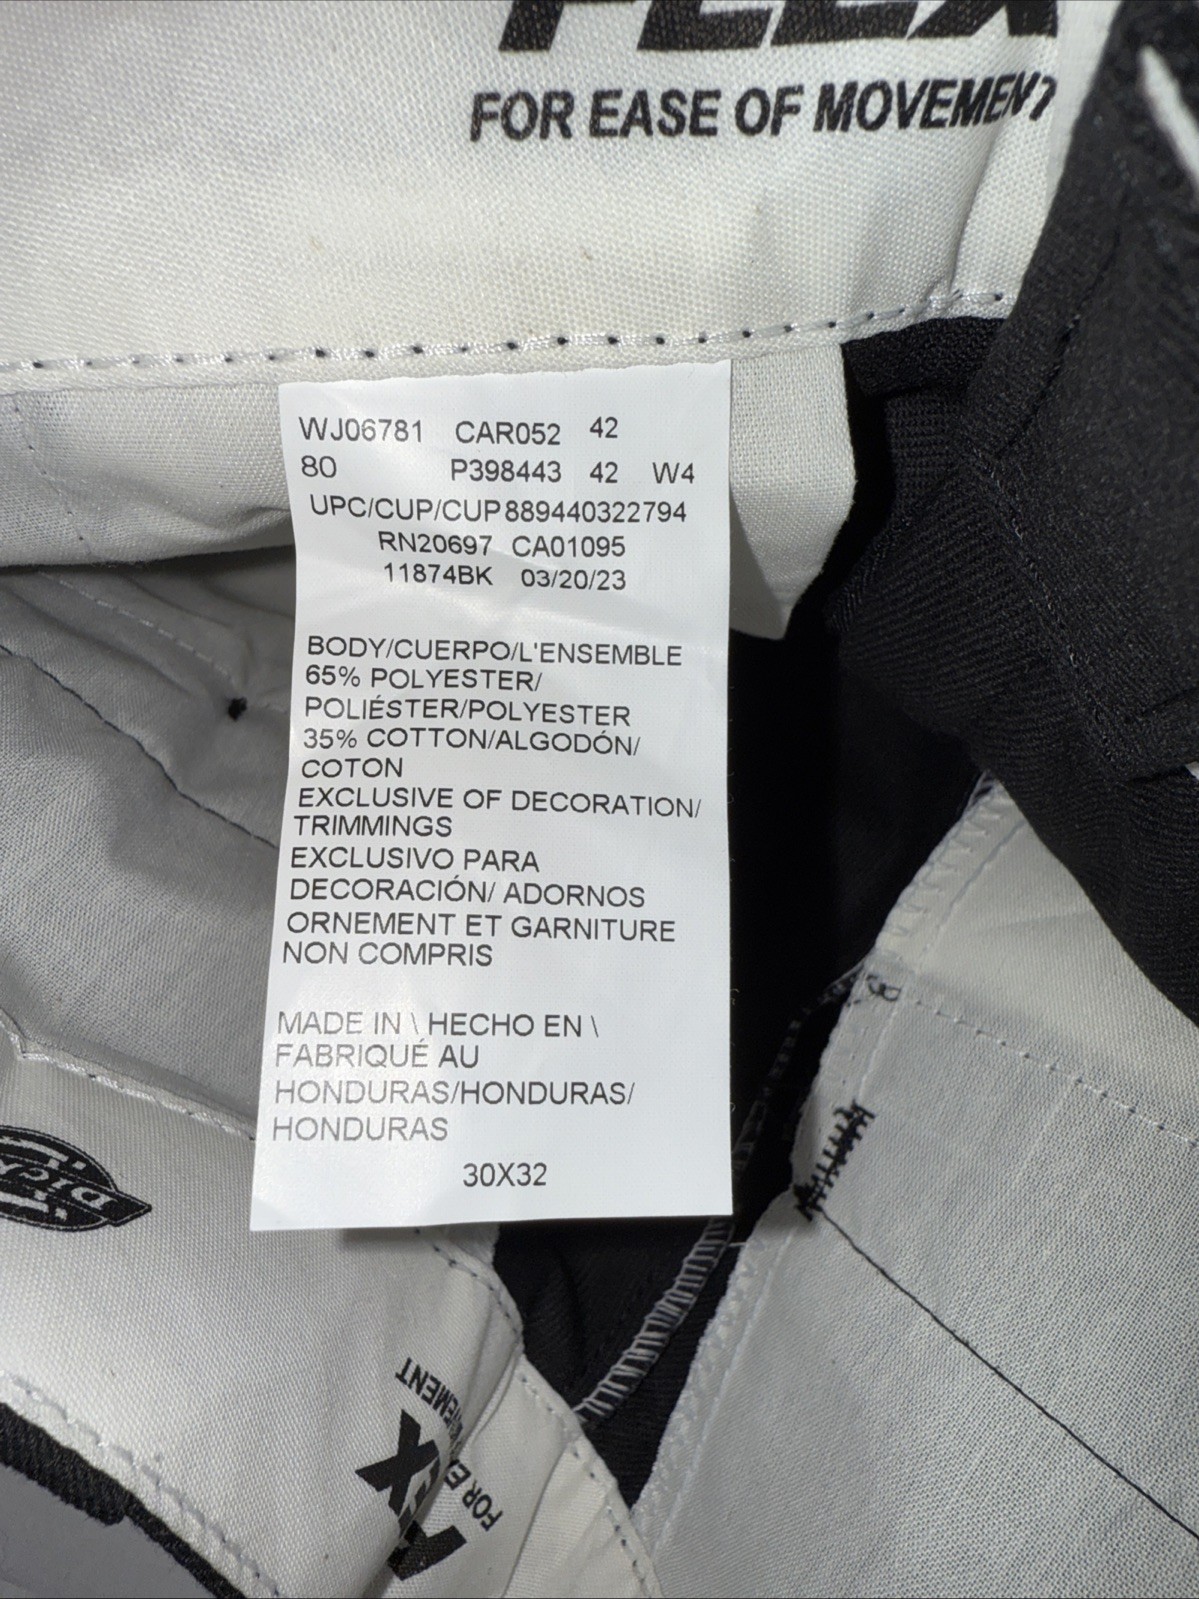 FLEX
FOR EASE OF MOVEMENT
WJ06781 CAR052 42
80 P398443 42 W4
UPC/CUP/CUP889440322794
RN20697 CA01095
11874BK 03/20/23
BODY/CUERPO/L'ENSEMBLE
65% POLYESTER/
POLIÉSTER/POLYESTER
35% COTTON/ALGODÓN/
COTON
EXCLUSIVE OF DECORATION/
TRIMMINGS
EXCLUSIVO PARA
DECORACIÓN/ ADORNOS
ORNEMENT ET GARNITURE
NON COMPRIS
MADE IN \ HECHO EN \
FABRIQUÉ AU
HONDURAS/HONDURAS/
HONDURAS
30X32